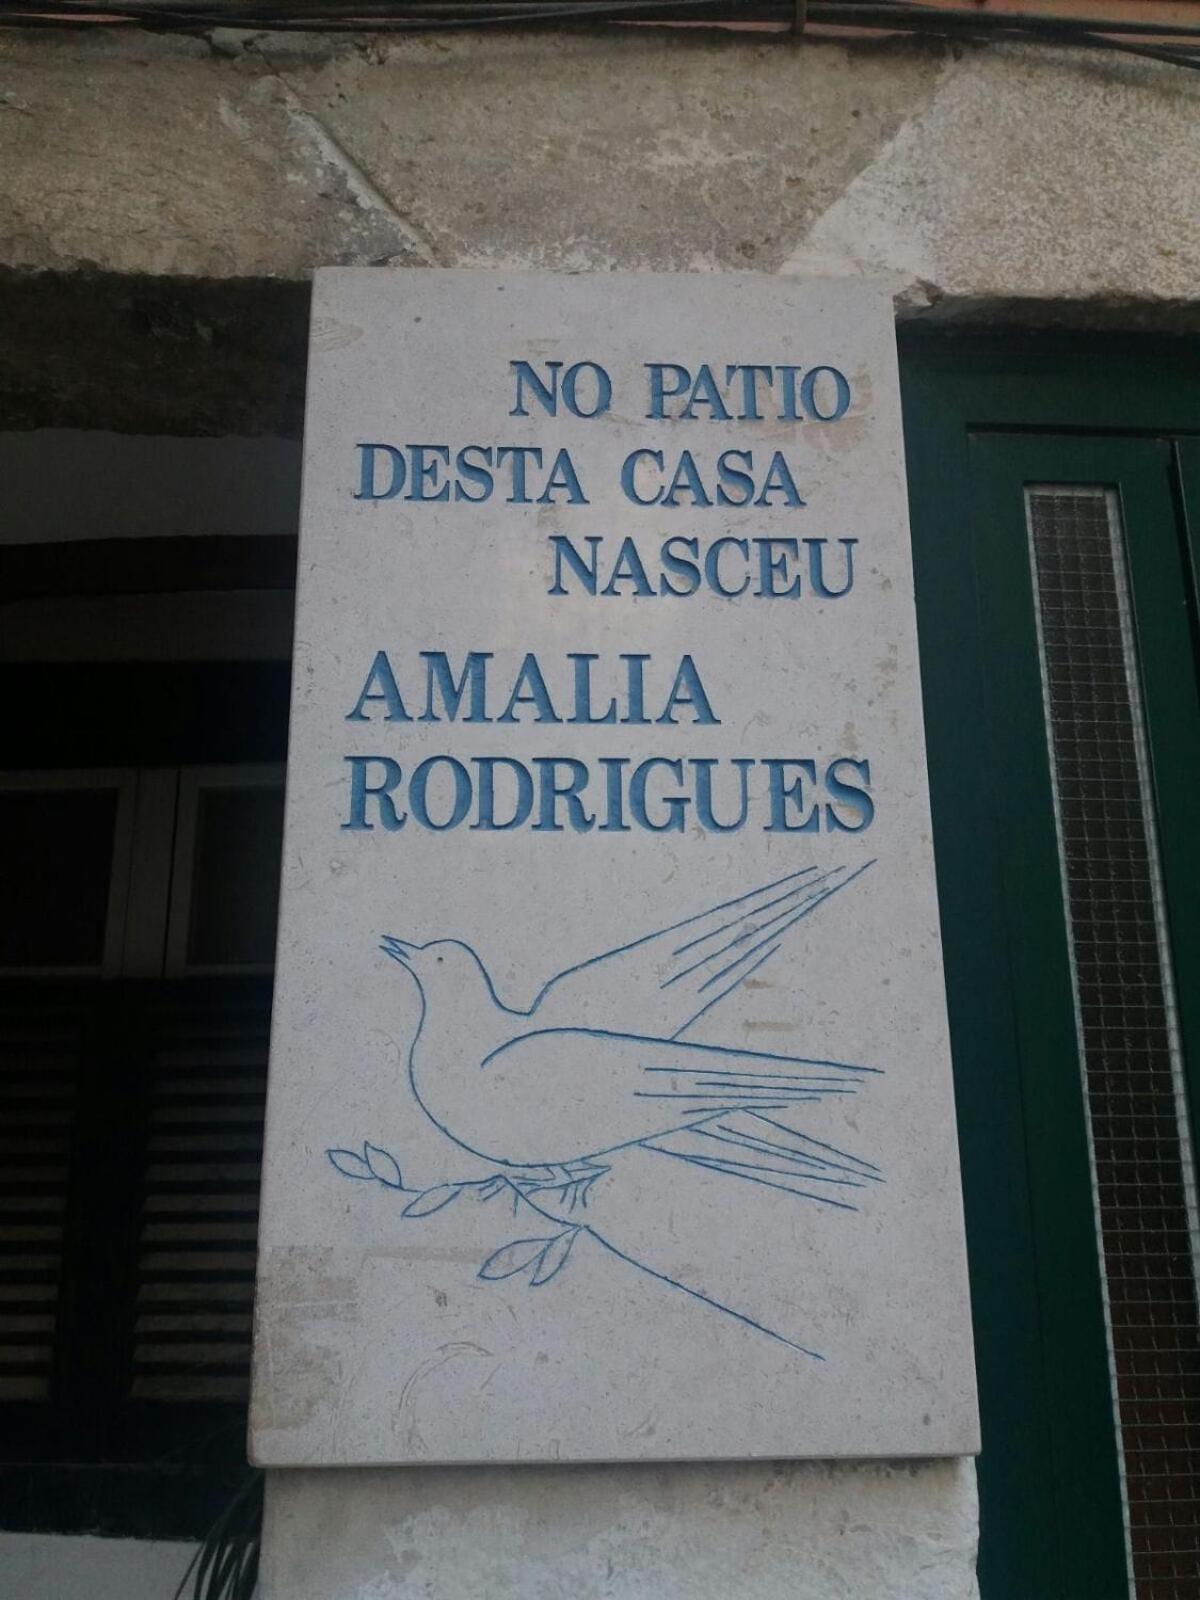 NO PATIO
DESTA CASA
NASCEU
AMALIA
RODRIGUES